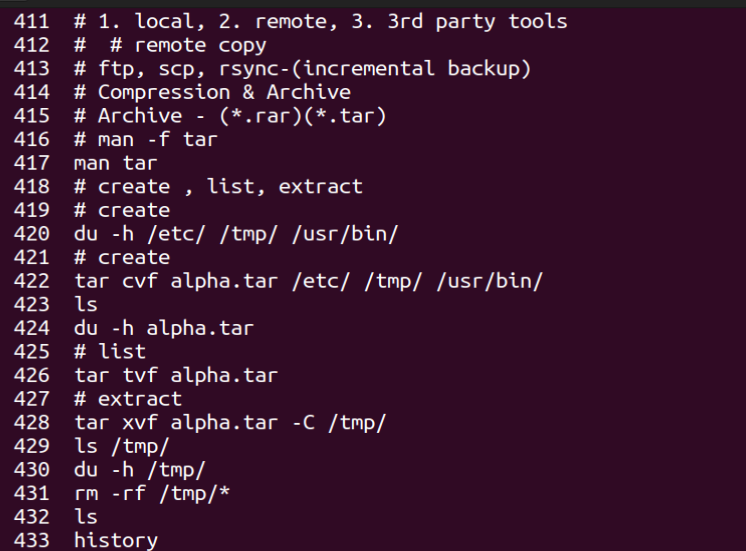 411 # 1. local, 2. remote, 3. 3rd party tools
412 #  # remote copy
413 # ftp, scp, rsync-(incremental backup)
414 # Compression & Archive
415 # Archive - (*.rar)(*.tar)
416 # man -f tar
417 man tar
418 # create , list, extract
419 # create
420 du -h /etc/ /tmp/ /usr/bin/
421 # create
422 tar cvf alpha.tar /etc/ /tmp/ /usr/bin/
423 ls
424 du -h alpha.tar
425 # list
426 tar tvf alpha.tar
427 # extract
428 tar xvf alpha.tar -C /tmp/
429 ls /tmp/
430 du -h /tmp/
431 rm -rf /tmp/*
432 ls
433 history